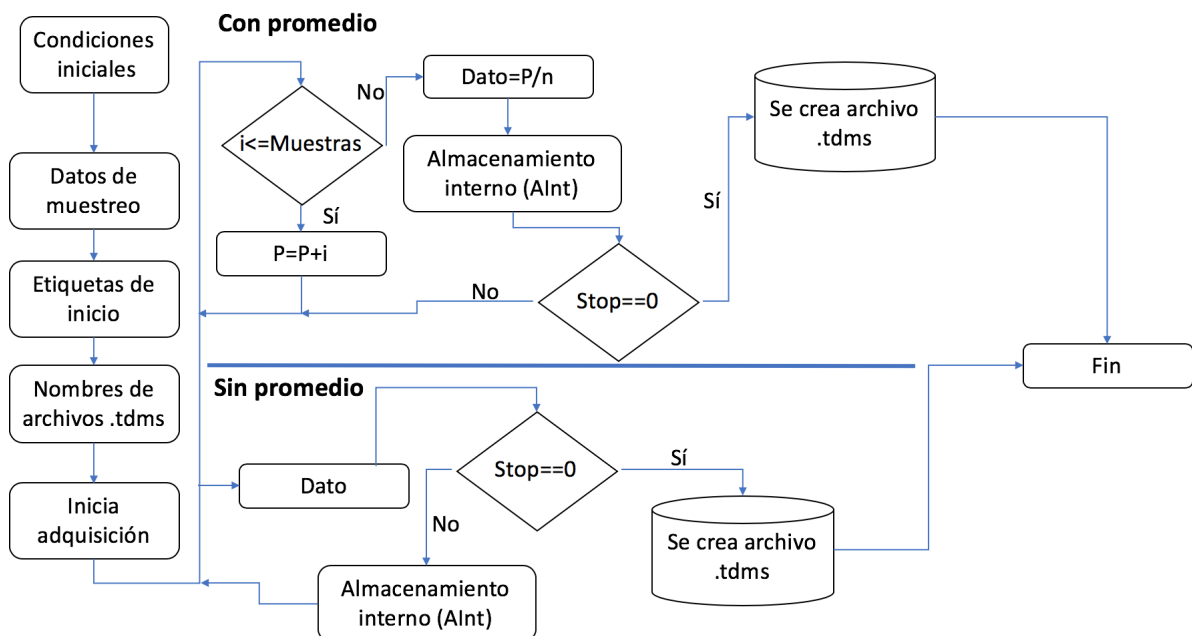 Condiciones
iniciales
Datos de
muestreo
Etiquetas de
inicio
Nombres de
archivos .tdms
Inicia
adquisición
Con promedio
i<=Muestras
No
Sí
P=P+i
Dato=P/n
Almacenamiento
interno (AInt)
Stop==0
No
Sí
Se crea archivo
.tdms
Fin
Sin promedio
Dato
Stop==0
No
Sí
Almacenamiento
interno (AInt)
Se crea archivo
.tdms